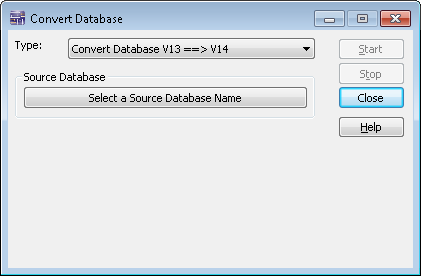 Convert Database
Type:
Convert Database V13 ==> V14
Start
Stop
Source Database
Select a Source Database Name
Close
Help